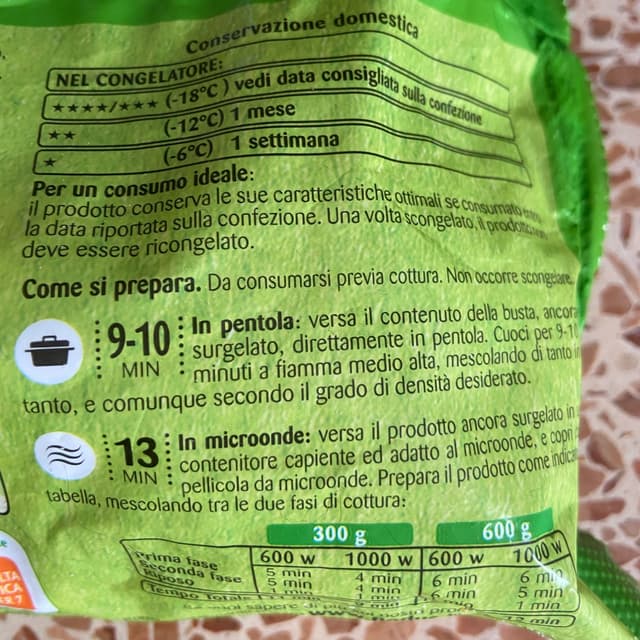 Conservazione domestica
NEL CONGELATORE:
★★★★/★★★ (-18°C) vedi data consigliata sulla confezione
★★ (-12°C) 1 mese
★ (-6°C) 1 settimana
Per un consumo ideale:
il prodotto conserva le sue caratteristiche ottimali se consumato
la data riportata sulla confezione. Una volta scongelato, il prodotto non
deve essere ricongelato.
Come si prepara. Da consumarsi previa cottura. Non occorre scongelare.
9-10 MIN
In pentola: versa il contenuto della busta, ancora
surgelato, direttamente in pentola. Cuoci per 9-10
minuti a fiamma medio alta, mescolando di tanto in
tanto, e comunque secondo il grado di densità desiderato.
13 MIN
In microonde: versa il prodotto ancora surgelato in
contenitore capiente ed adatto al microonde, e copri
pellicola da microonde. Prepara il prodotto come
tabella, mescolando tra le due fasi di cottura:
300 g 600 g
600 w 1000 w 600 w 1000 w
Prima fase 5 min 4 min 6 min 6 min
Seconda fase 5 min 4 min 6 min 5 min
Riposo 1 min 1 min
Tempo Totale